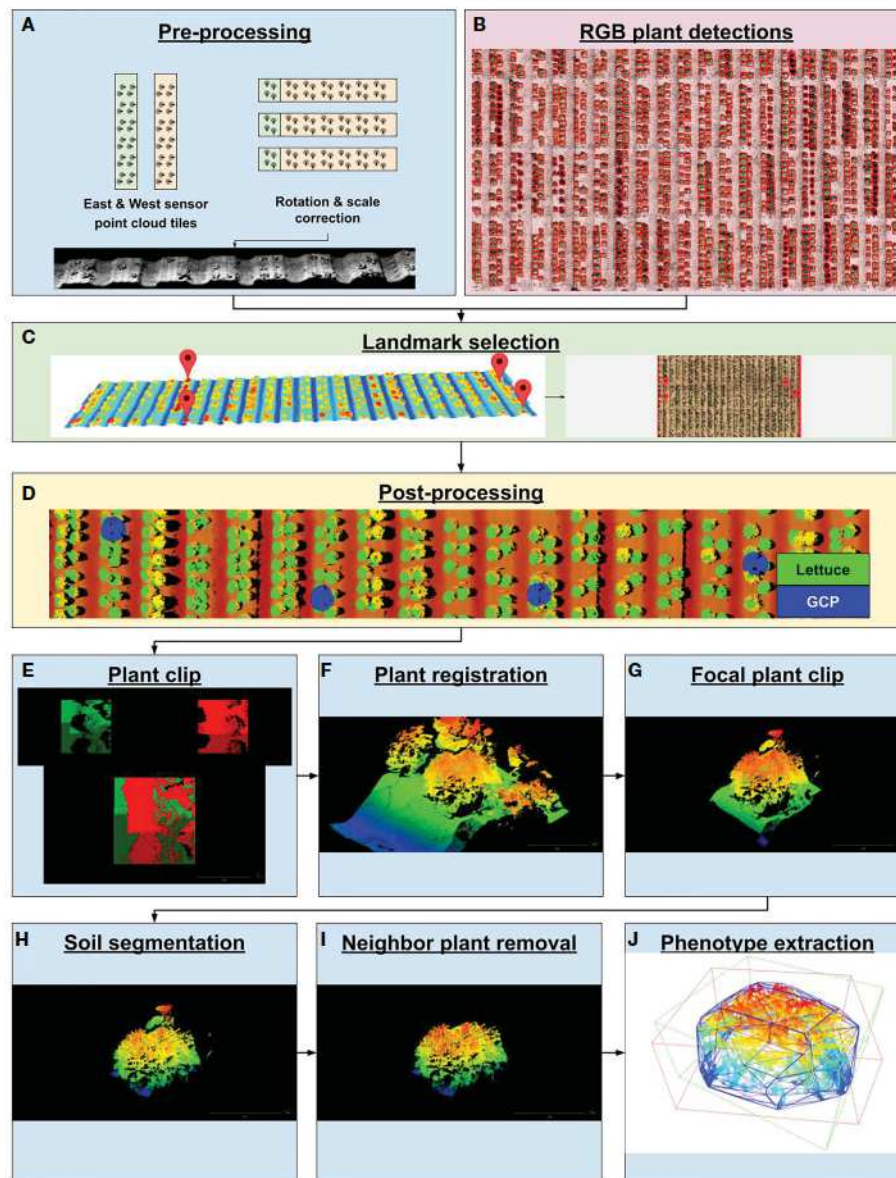 A
Pre-processing
East & West sensor
point cloud tiles
Rotation & scale
correction
B
RGB plant detections
C
Landmark selection
D
Post-processing
Lettuce
GCP
E
Plant clip
F
Plant registration
G
Focal plant clip
H
Soil segmentation
I
Neighbor plant removal
J
Phenotype extraction